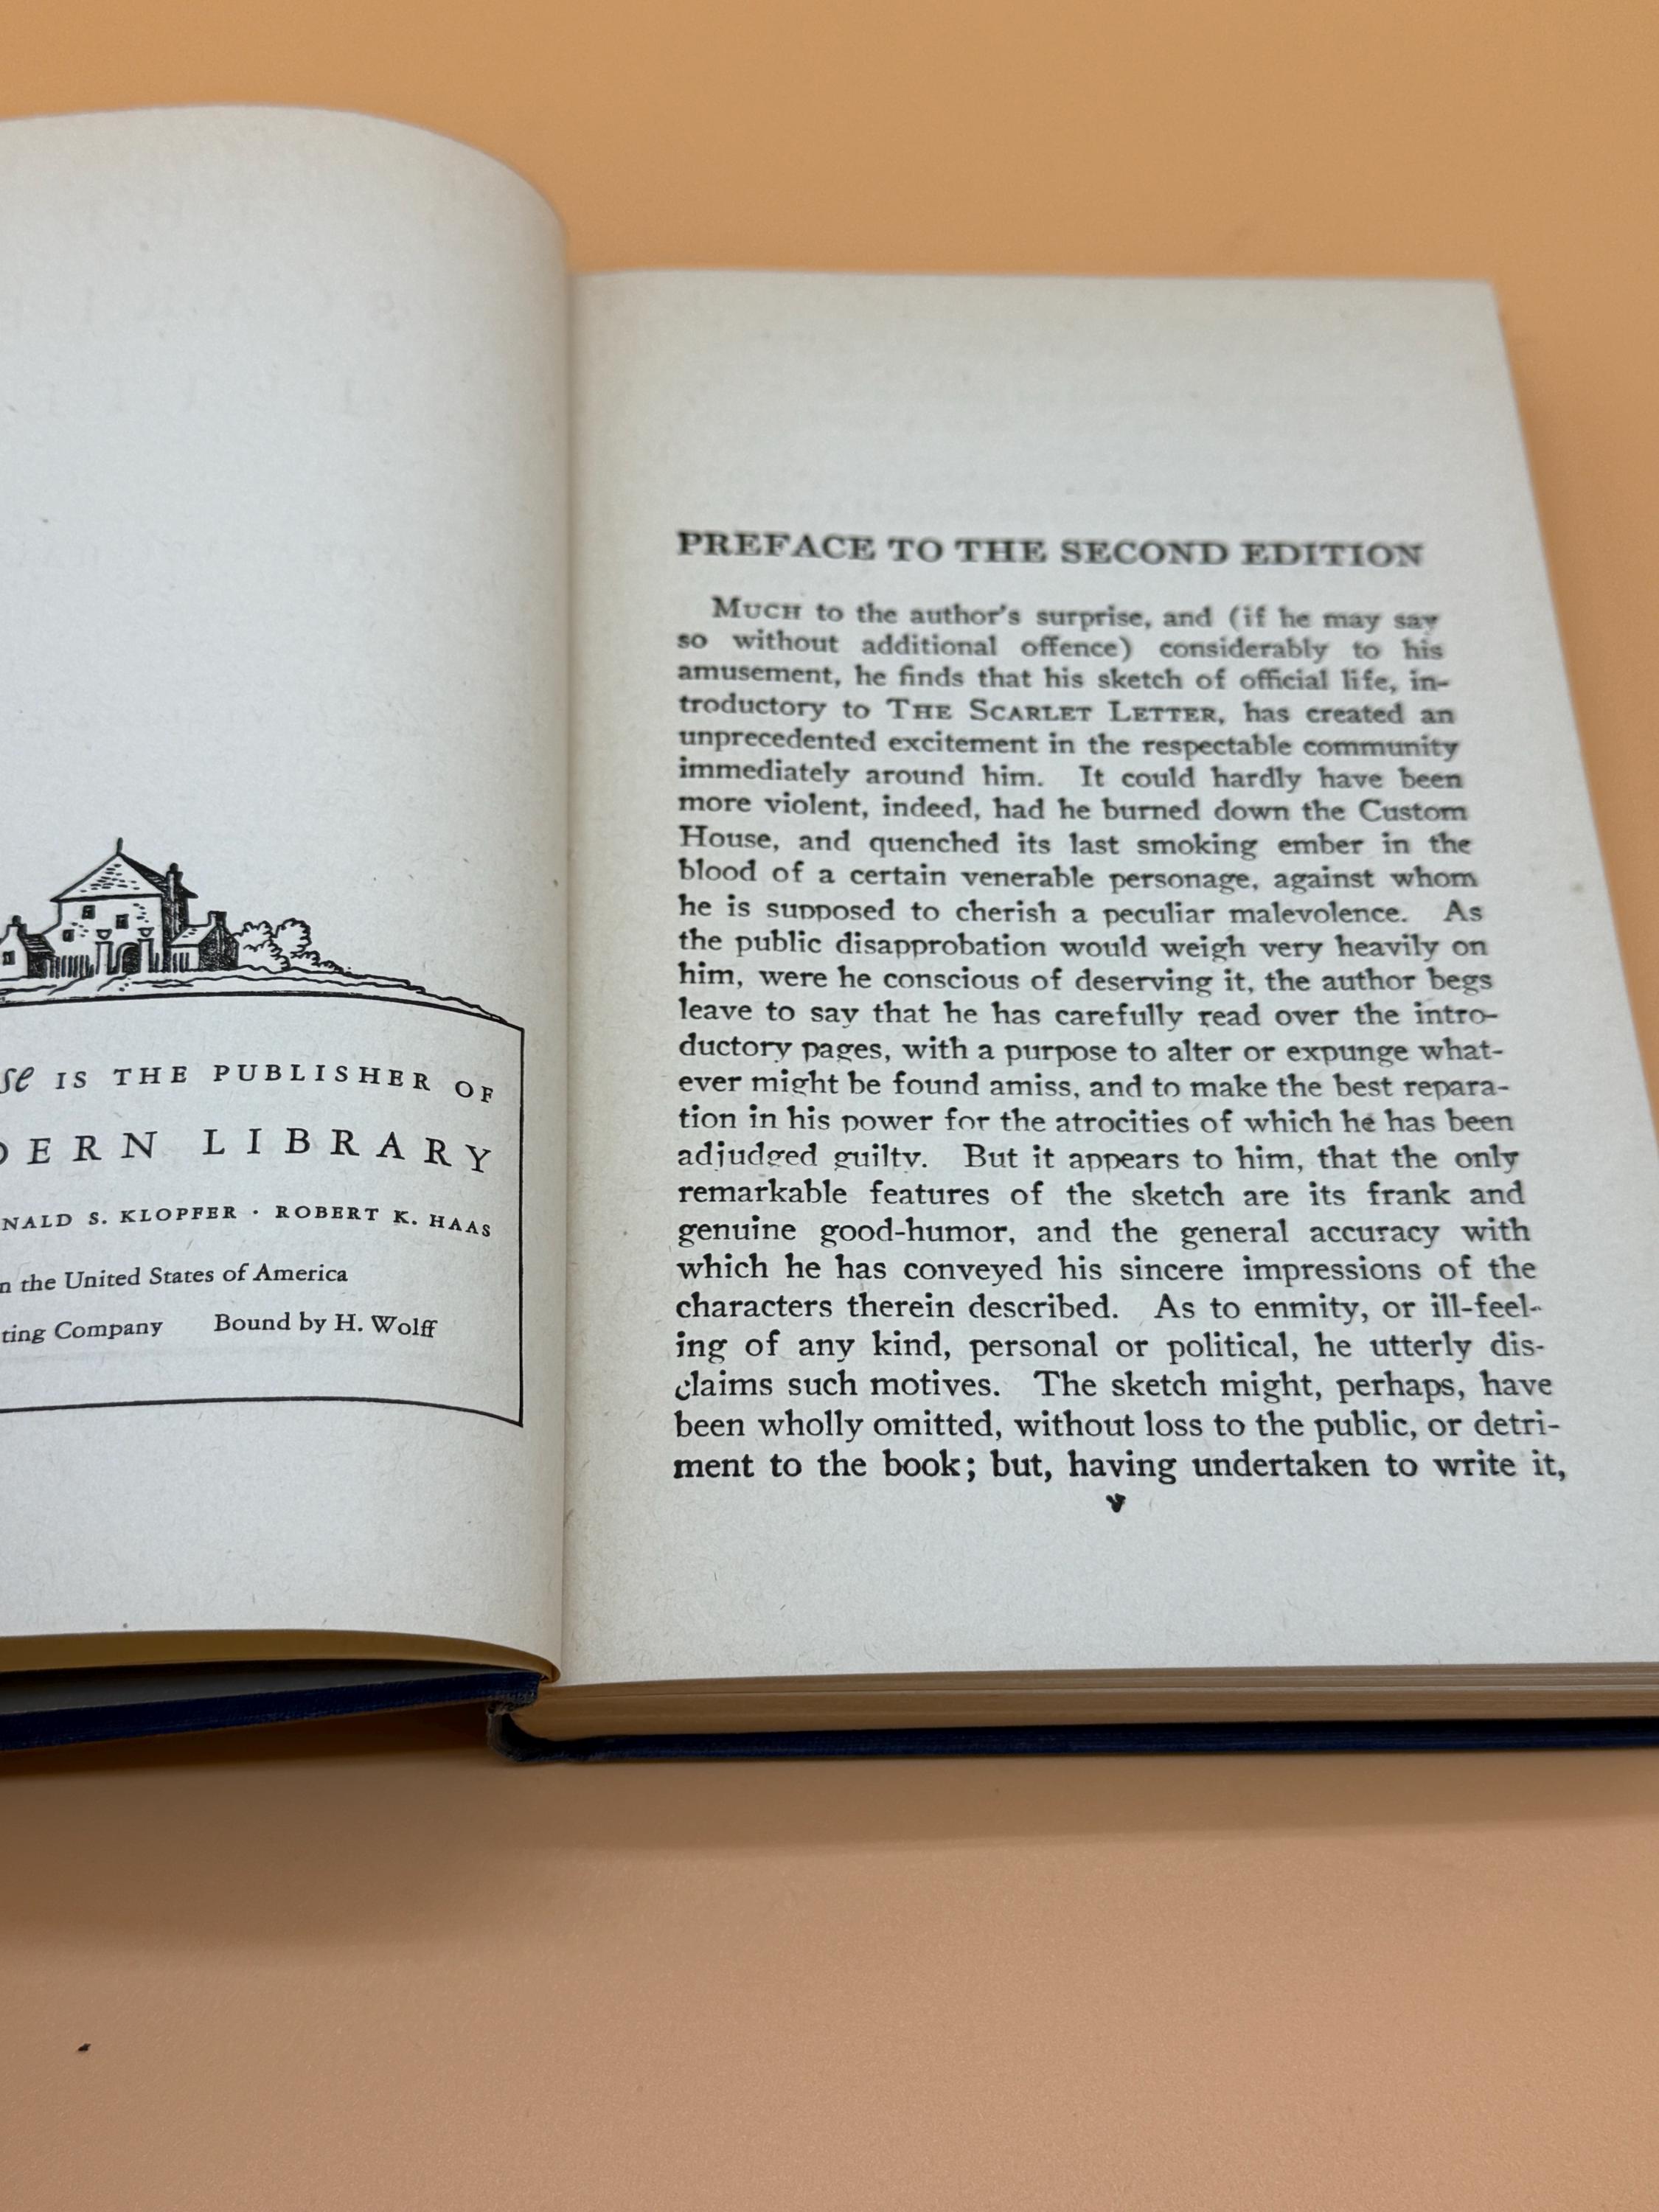 se IS THE PUBLISHER OF
DERN LIBRARY
NALD S. KLOPFER · ROBERT K. HAAS
n the United States of America
ting Company Bound by H. Wolff
PREFACE TO THE SECOND EDITION
MUCH to the author's surprise, and (if he may say
so without additional offence) considerably to his
amusement, he finds that his sketch of official life, in-
troductory to THE SCARLET LETTER, has created an
unprecedented excitement in the respectable community
immediately around him. It could hardly have been
more violent, indeed, had he burned down the Custom
House, and quenched its last smoking ember in the
blood of a certain venerable personage, against whom
he is supposed to cherish a peculiar malevolence. As
the public disapprobation would weigh very heavily on
him, were he conscious of deserving it, the author begs
leave to say that he has carefully read over the intro-
ductory pages, with a purpose to alter or expunge what-
ever might be found amiss, and to make the best repara-
tion in his power for the atrocities of which he has been
adjudged guilty. But it appears to him, that the only
remarkable features of the sketch are its frank and
genuine good-humor, and the general accuracy with
which he has conveyed his sincere impressions of the
characters therein described. As to enmity, or ill-feel-
ing of any kind, personal or political, he utterly dis-
claims such motives. The sketch might, perhaps, have
been wholly omitted, without loss to the public, or detri-
ment to the book; but, having undertaken to write it,
v